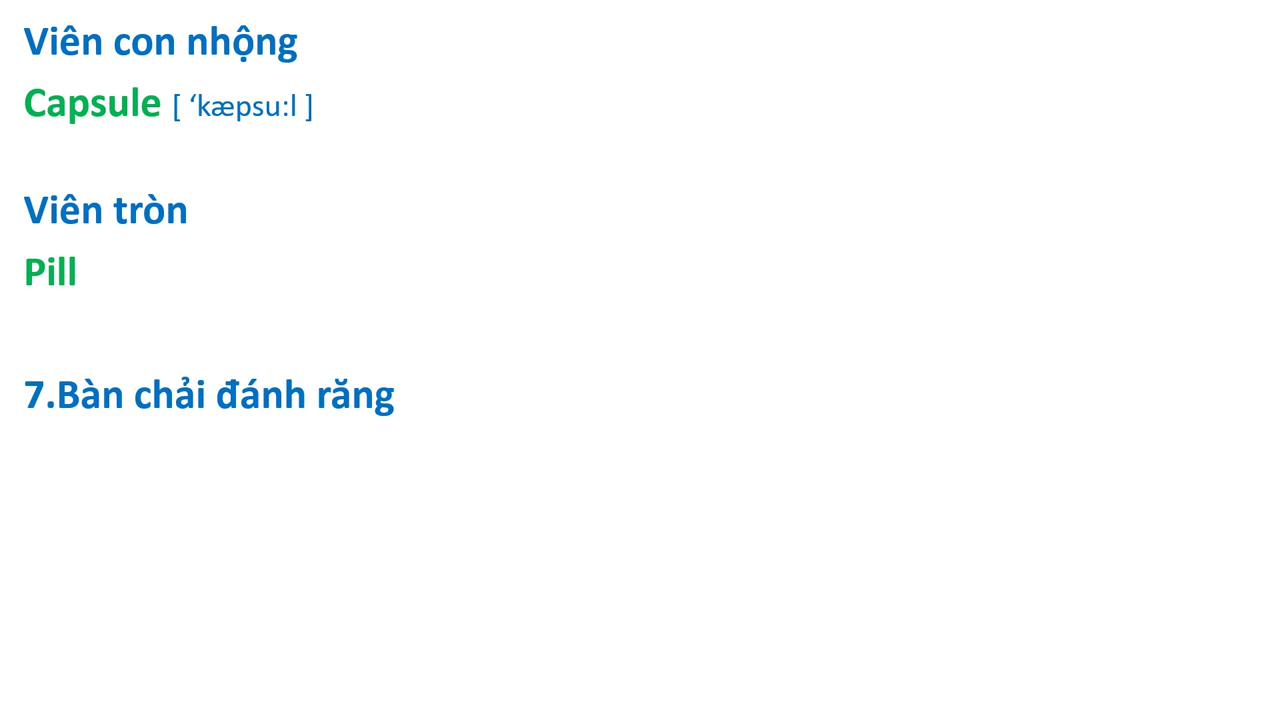 Viên con nhộng
Capsule [ ‘kæpsu:l ]
Viên tròn
Pill
7.Bàn chải đánh răng